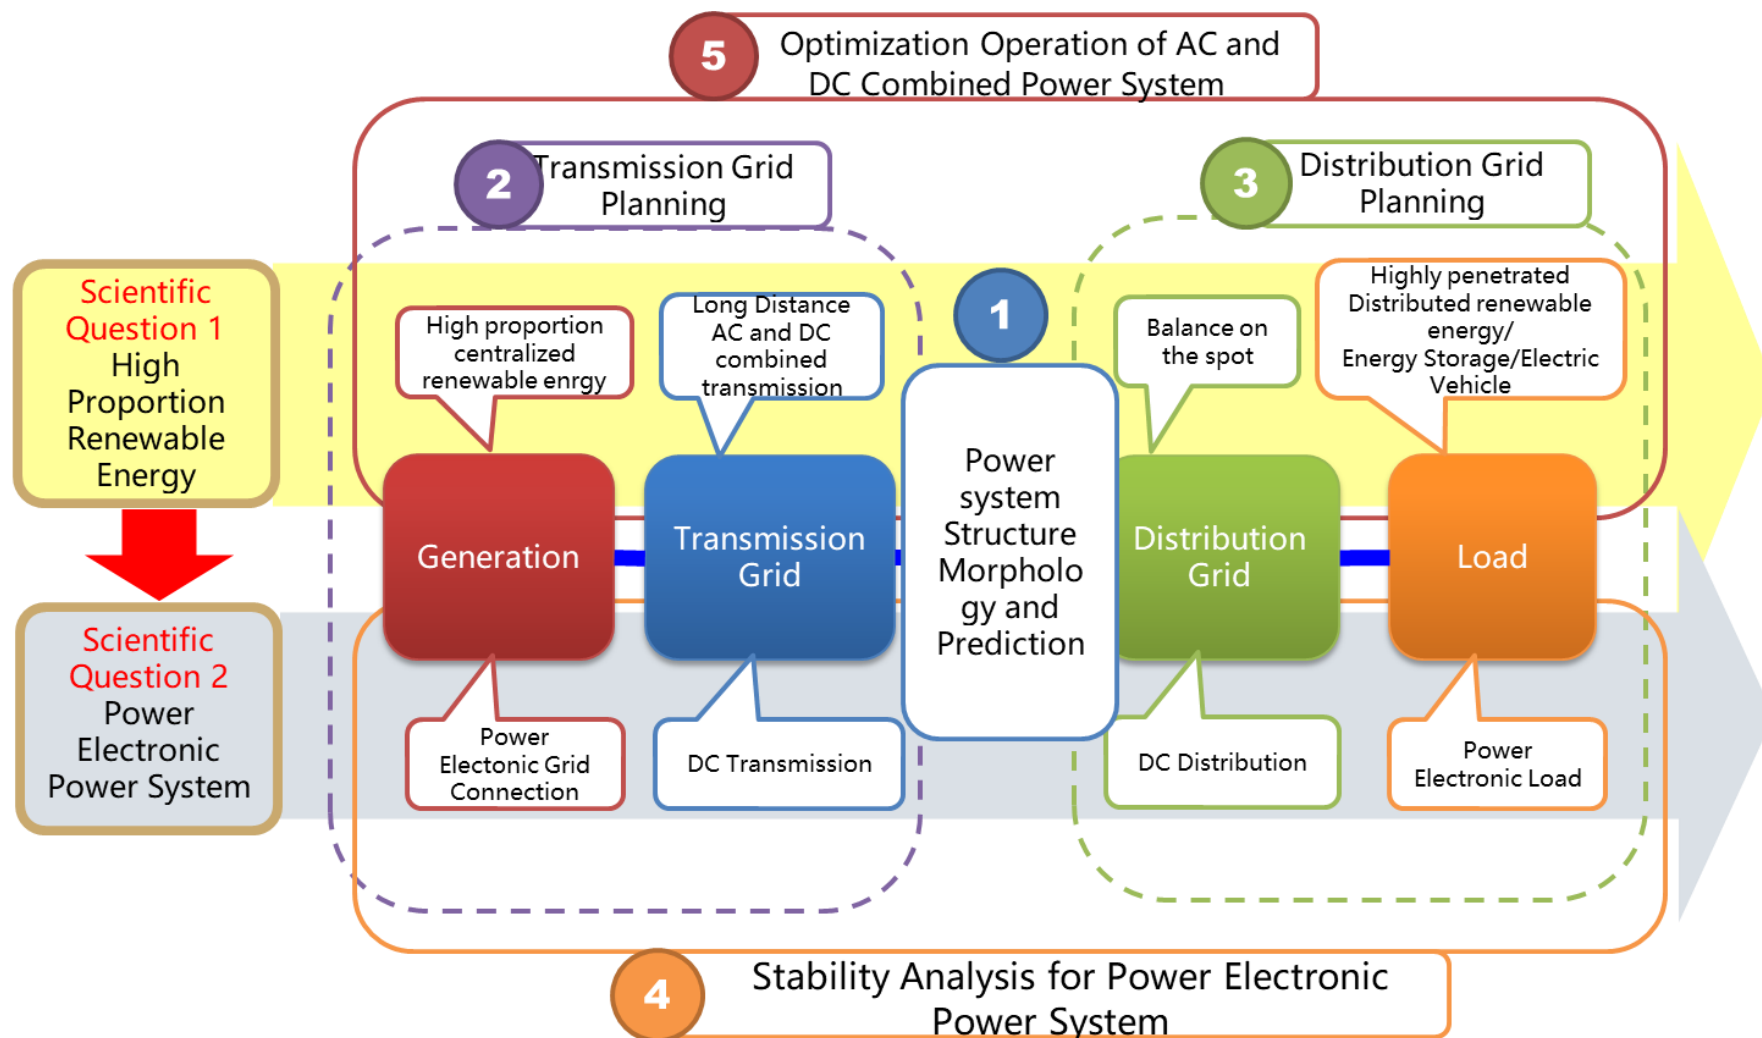 5
Optimization Operation of AC and
DC Combined Power System
2
Transmission Grid
Planning
3
Distribution Grid
Planning
Scientific
Question 1
High
Proportion
Renewable
Energy
High proportion
centralized
renewable enrgy
Long Distance
AC and DC
combined
transmission
1
Power
system
Structure
Morpholo
gy and
Prediction
Balance on
the spot
Highly penetrated
Distributed renewable
energy/
Energy Storage/Electric
Vehicle
Generation
Transmission
Grid
Distribution
Grid
Load
Scientific
Question 2
Power
Electronic
Power System
Power
Electonic Grid
Connection
DC Transmission
DC Distribution
Power
Electronic Load
4
Stability Analysis for Power Electronic
Power System